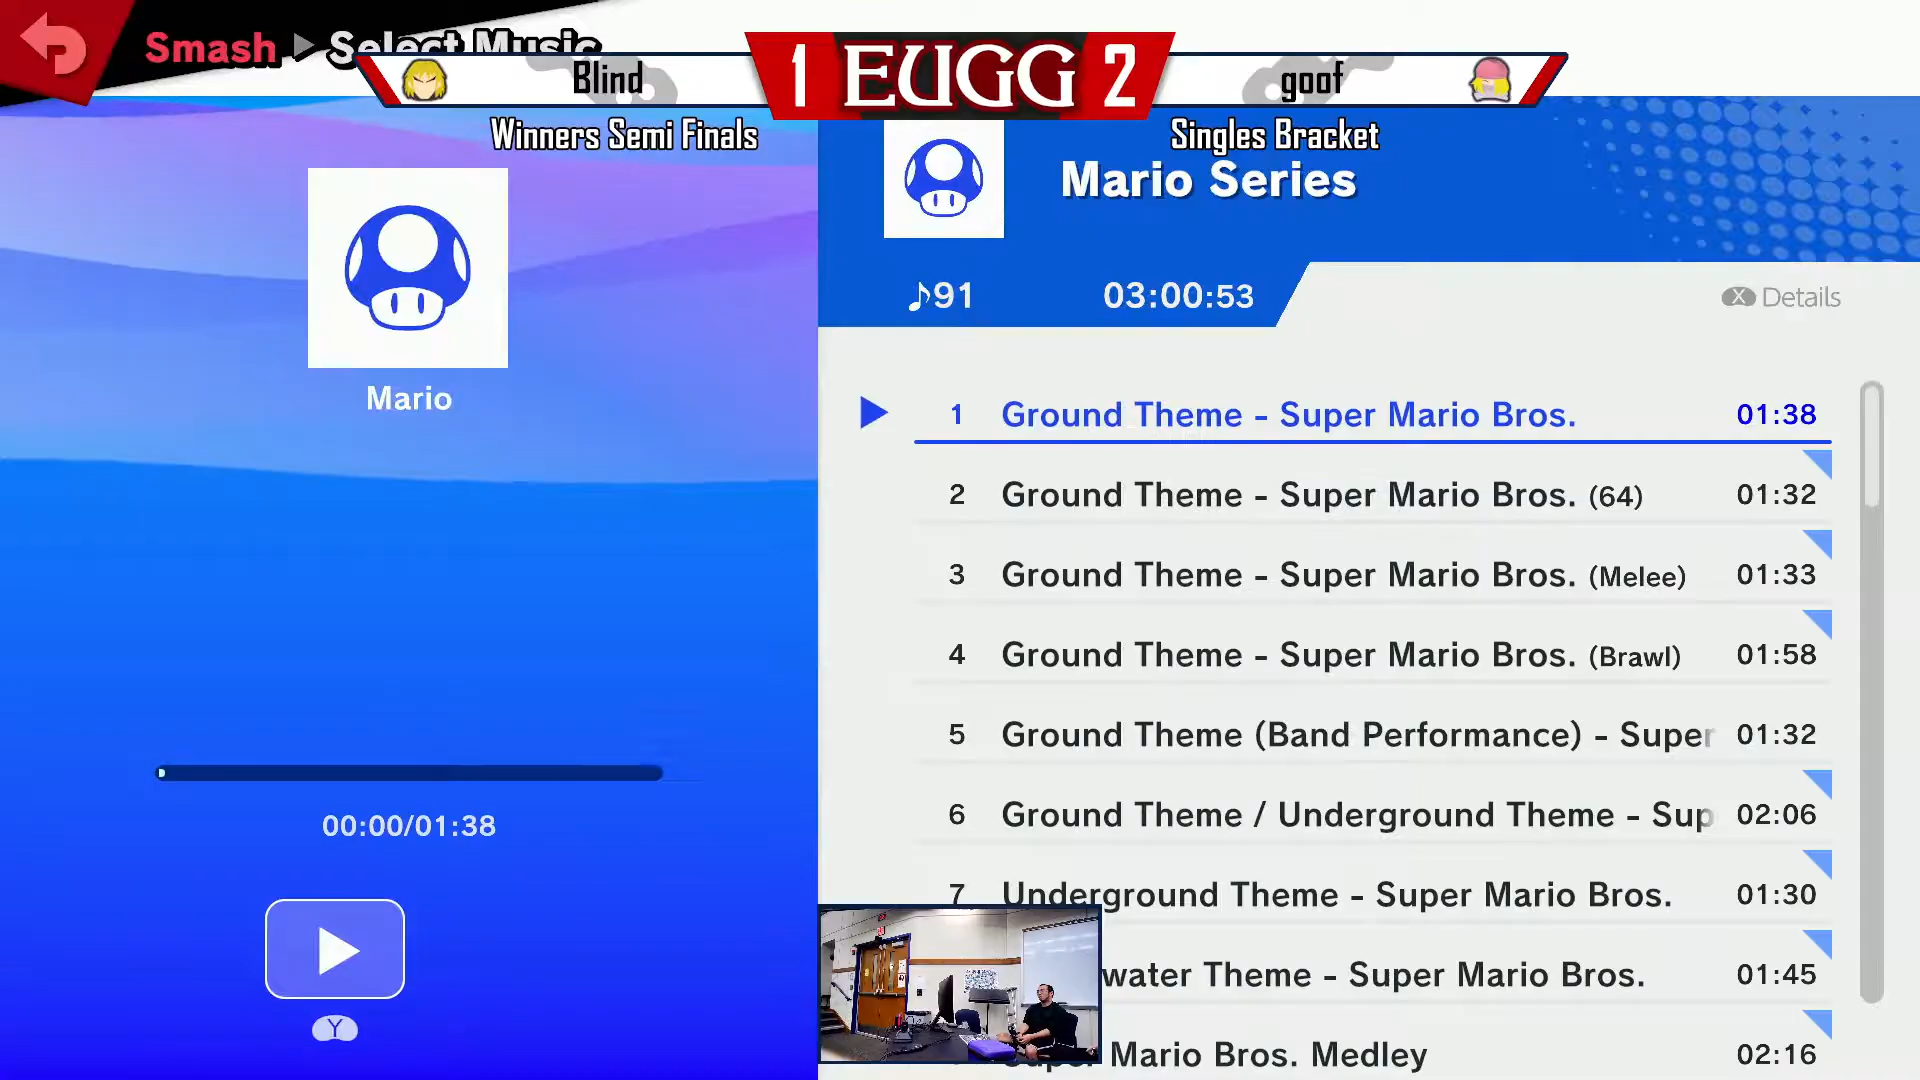 Smash ▶ Select Music
Blind
1 EUGG 2
goof
Winners Semi Finals
Singles Bracket
Mario Series
♪91
03:00:53
X Details
Mario
1 Ground Theme - Super Mario Bros. 01:38
2 Ground Theme - Super Mario Bros. (64) 01:32
3 Ground Theme - Super Mario Bros. (Melee) 01:33
4 Ground Theme - Super Mario Bros. (Brawl) 01:58
5 Ground Theme (Band Performance) - Super 01:32
6 Ground Theme / Underground Theme - Sup 02:06
7 Underground Theme - Super Mario Bros. 01:30
water Theme - Super Mario Bros. 01:45
Super Mario Bros. Medley 02:16
00:00/01:38
Y